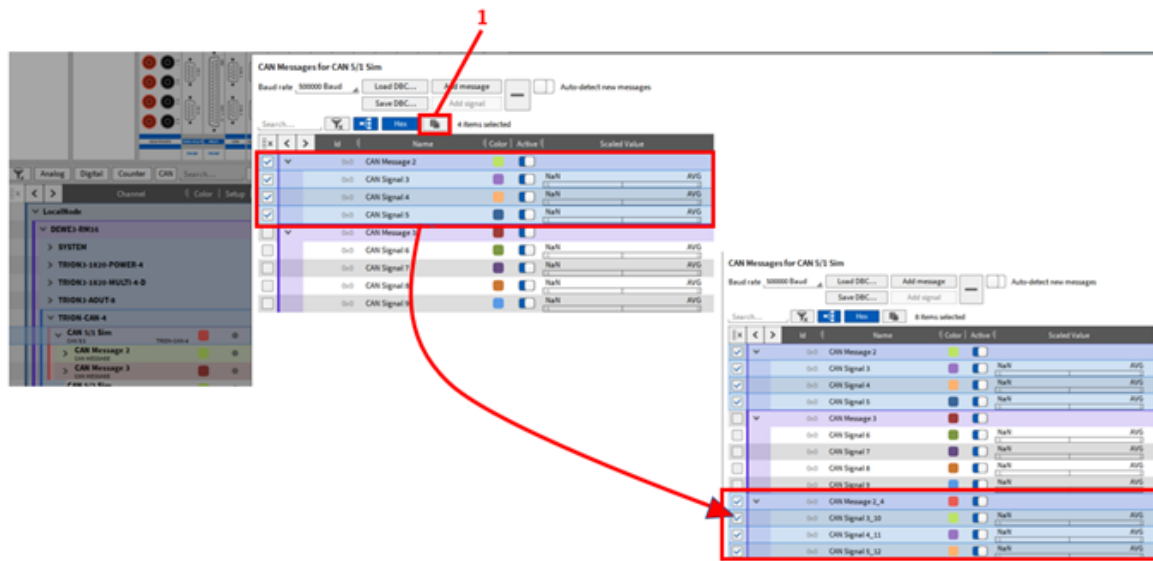 1
CAN Messages for CAN 5/1 Sim
Baud rate 500000 Baud Load DBC... Add message Auto-detect new messages
Save DBC... Add signal
Search... Hex 4 items selected
Id Name Color Active Scaled Value
0x0 CAN Message 2
0x0 CAN Signal 3 NaN AVG
0x0 CAN Signal 4 NaN AVG
0x0 CAN Signal 5 NaN AVG
0x0 CAN Message 3
0x0 CAN Signal 6 NaN AVG
0x0 CAN Signal 7 NaN AVG
0x0 CAN Signal 8 NaN AVG
0x0 CAN Signal 9 NaN AVG
Analog Digital Counter CAN Search...
Channel Color Setup
LocalNode
DEWE3-RM16
SYSTEM
TRION3-1820-POWER-4
TRION3-1820-MULTI-4-D
TRION3-AOUT-8
TRION-CAN-4
CAN 5/1 Sim
CAN Message 2
CAN MESSAGE
CAN Message 3
CAN MESSAGE
CAN 5/2 Sim
CAN Messages for CAN 5/1 Sim
Baud rate 500000 Baud Load DBC... Add message Auto-detect new messages
Save DBC... Add signal
Search... Hex 8 items selected
Id Name Color Active Scaled Value
0x0 CAN Message 2
0x0 CAN Signal 3 NaN AVG
0x0 CAN Signal 4 NaN AVG
0x0 CAN Signal 5 NaN AVG
0x0 CAN Message 3
0x0 CAN Signal 6 NaN AVG
0x0 CAN Signal 7 NaN AVG
0x0 CAN Signal 8 NaN AVG
0x0 CAN Signal 9 NaN AVG
0x0 CAN Message 2_4
0x0 CAN Signal 3_10 NaN AVG
0x0 CAN Signal 4_11 NaN AVG
0x0 CAN Signal 5_12 NaN AVG